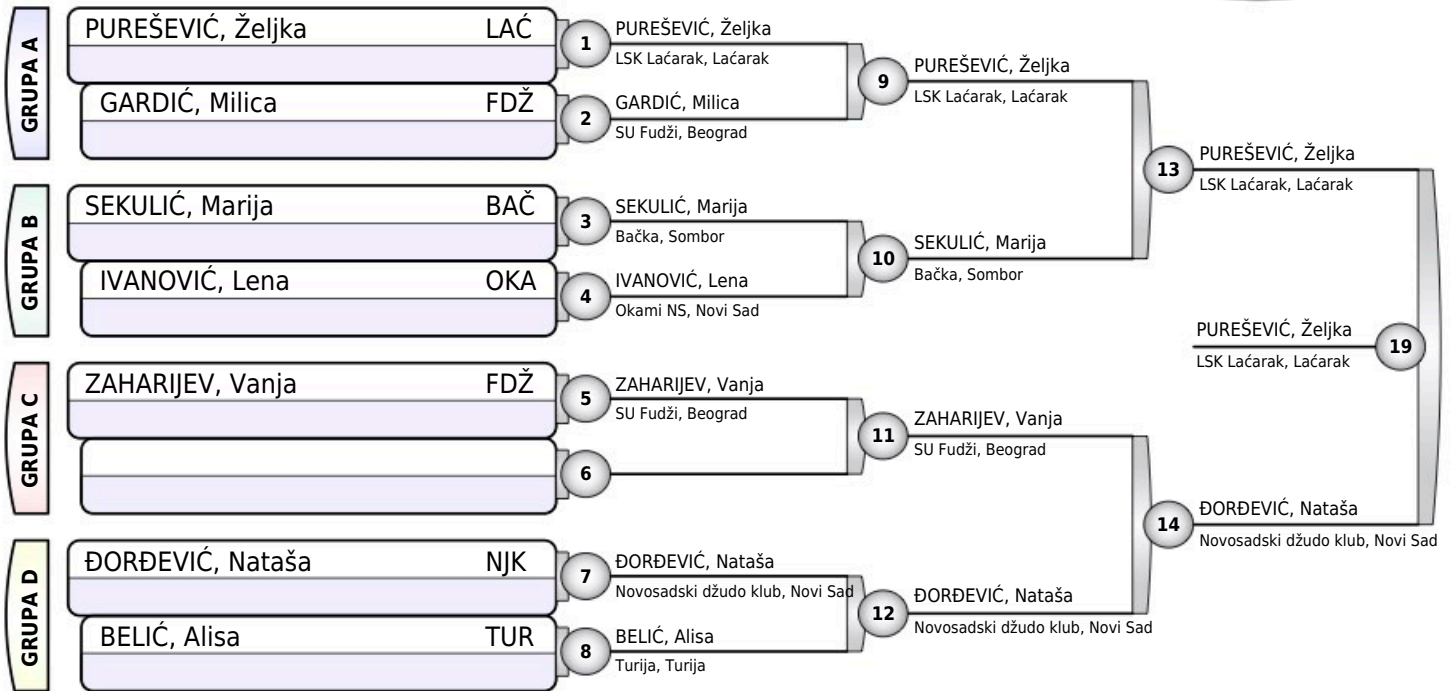 GRUPA A
PUREŠEVIĆ, Željka LAĆ
GARDIĆ, Milica FDŽ
GRUPA B
SEKULIĆ, Marija BAČ
IVANOVIĆ, Lena OKA
GRUPA C
ZAHARIJEV, Vanja FDŽ
GRUPA D
ĐORĐEVIĆ, Nataša NJK
BELIĆ, Alisa TUR
1
PUREŠEVIĆ, Željka
LSK Laćarak, Laćarak
2
GARDIĆ, Milica
SU Fudži, Beograd
3
SEKULIĆ, Marija
Bačka, Sombor
4
IVANOVIĆ, Lena
Okami NS, Novi Sad
5
ZAHARIJEV, Vanja
SU Fudži, Beograd
6
7
ĐORĐEVIĆ, Nataša
Novosadski džudo klub, Novi Sad
8
BELIĆ, Alisa
Turija, Turija
9
PUREŠEVIĆ, Željka
LSK Laćarak, Laćarak
10
SEKULIĆ, Marija
Bačka, Sombor
11
ZAHARIJEV, Vanja
SU Fudži, Beograd
12
ĐORĐEVIĆ, Nataša
Novosadski džudo klub, Novi Sad
13
PUREŠEVIĆ, Željka
LSK Laćarak, Laćarak
14
ĐORĐEVIĆ, Nataša
Novosadski džudo klub, Novi Sad
PUREŠEVIĆ, Željka
LSK Laćarak, Laćarak
19